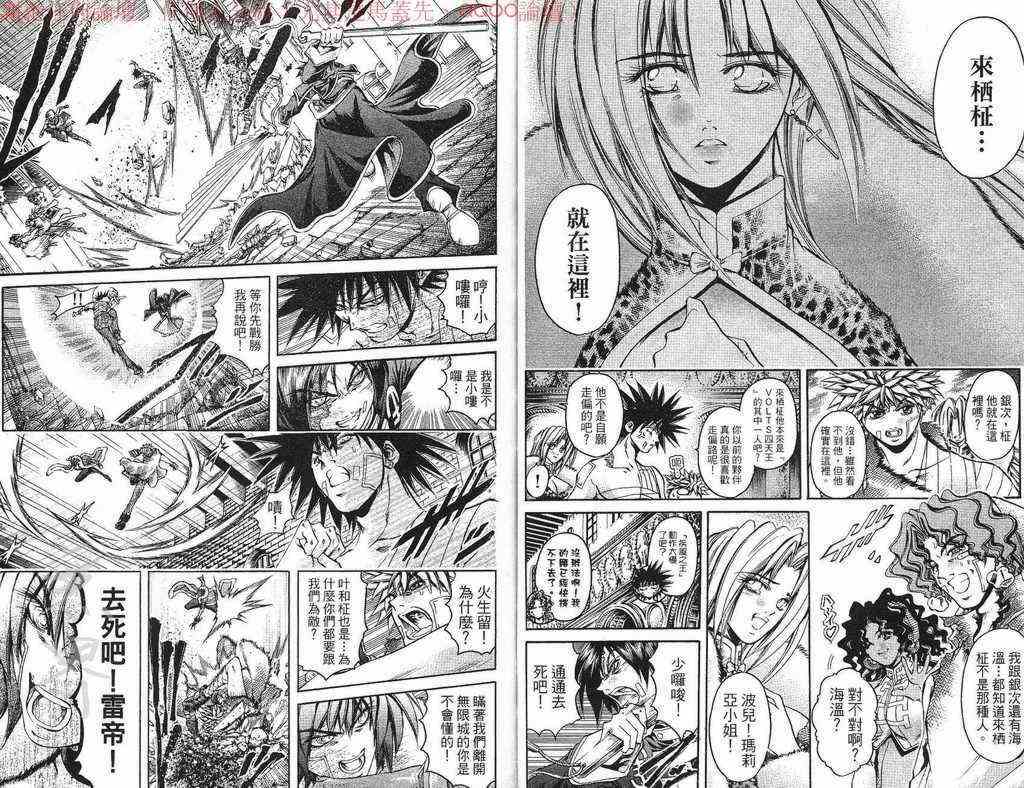 來栖柾…
就在這裡！
銀次，柾
他就在這
裡嗎？
沒錯…雖然看
不到他，但他
確實在這裡。
來栖柾他本來是「
VOLTS四天王
」的其中一人吧？
你以前的夥伴
真的是很喜歡
走偏路呢！
他不是自願
走偏的吧？
！
我跟銀次還有海
溫…都知道來栖
柾不是那種人。
對不對啊？
海溫？
波兒！瑪莉
亞小姐！
動作大爆
了吧？
沒辦法啊！我
不下去了。
少囉唆！
通通去
死吧！
哼！小
嘍囉！
我是不
是小嘍
囉…
等你先戰勝
我再說吧！
!!
嘖！
火生留！
為什麼？
叶和柾也是…為
什麼你們都要跟
我們為敵？
瞞著我們離開
無限城的你是
不會懂的！
去死吧！雷帝！